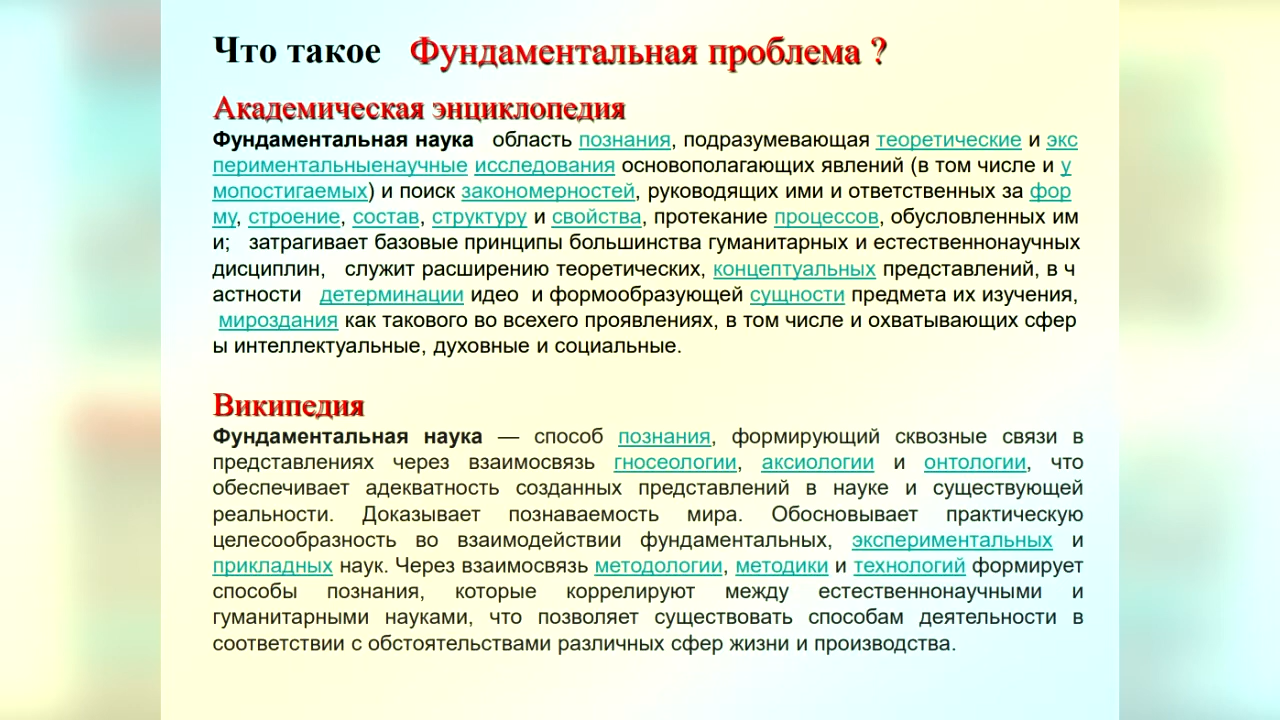 Что такое Фундаментальная проблема ?
Академическая энциклопедия
Фундаментальная наука область познания, подразумевающая теоретические и экс
периментальныенаучные исследования основополагающих явлений (в том числе и у
мопостигаемых) и поиск закономерностей, руководящих ими и ответственных за фор
му, строение, состав, структуру и свойства, протекание процессов, обусловленных им
и; затрагивает базовые принципы большинства гуманитарных и естественнонаучных
дисциплин, служит расширению теоретических, концептуальных представлений, в ч
астности детерминации идео и формообразующей сущности предмета их изучения,
мироздания как такового во всехего проявлениях, в том числе и охватывающих сфер
ы интеллектуальные, духовные и социальные.
Википедия
Фундаментальная наука — способ познания, формирующий сквозные связи в
представлениях через взаимосвязь гносеологии, аксиологии и онтологии, что
обеспечивает адекватность созданных представлений в науке и существующей
реальности. Доказывает познаваемость мира. Обосновывает практическую
целесообразность во взаимодействии фундаментальных, экспериментальных и
прикладных наук. Через взаимосвязь методологии, методики и технологий формирует
способы познания, которые коррелируют между естественнонаучными и
гуманитарными науками, что позволяет существовать способам деятельности в
соответствии с обстоятельствами различных сфер жизни и производства.